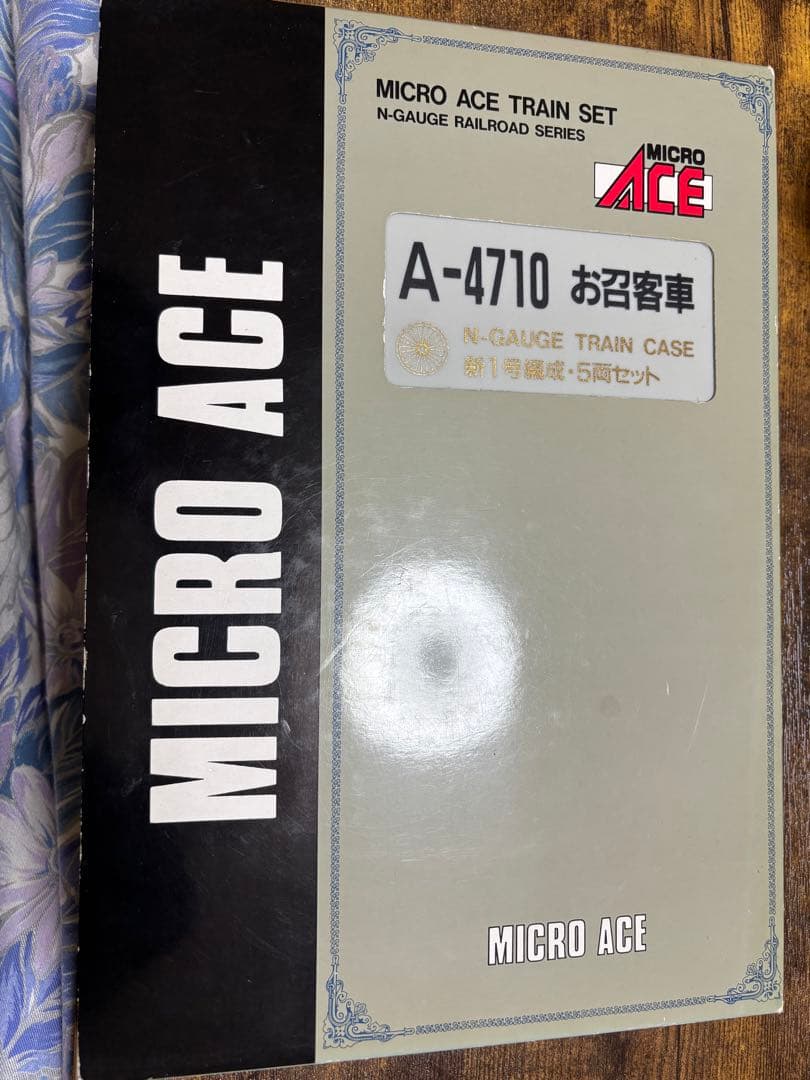 MICRO ACE TRAIN SET
N-GAUGE RAILROAD SERIES
MICRO
ACE
A-4710 お召客車
N-GAUGE TRAIN CASE
新1号編成・5両セット
MICRO ACE
MICRO ACE